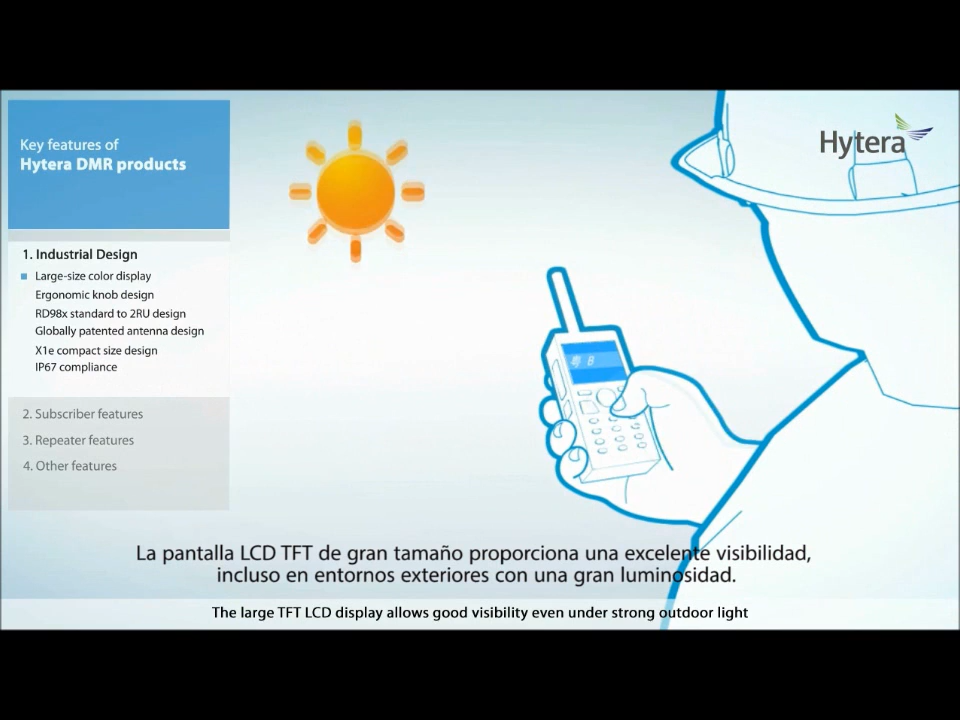 Key features of
Hytera DMR products
Hytera
1. Industrial Design
Large-size color display
Ergonomic knob design
RD98x standard to 2RU design
Globally patented antenna design
X1e compact size design
IP67 compliance
2. Subscriber features
3. Repeater features
4. Other features
La pantalla LCD TFT de gran tamaño proporciona una excelente visibilidad,
incluso en entornos exteriores con una gran luminosidad.
The large TFT LCD display allows good visibility even under strong outdoor light